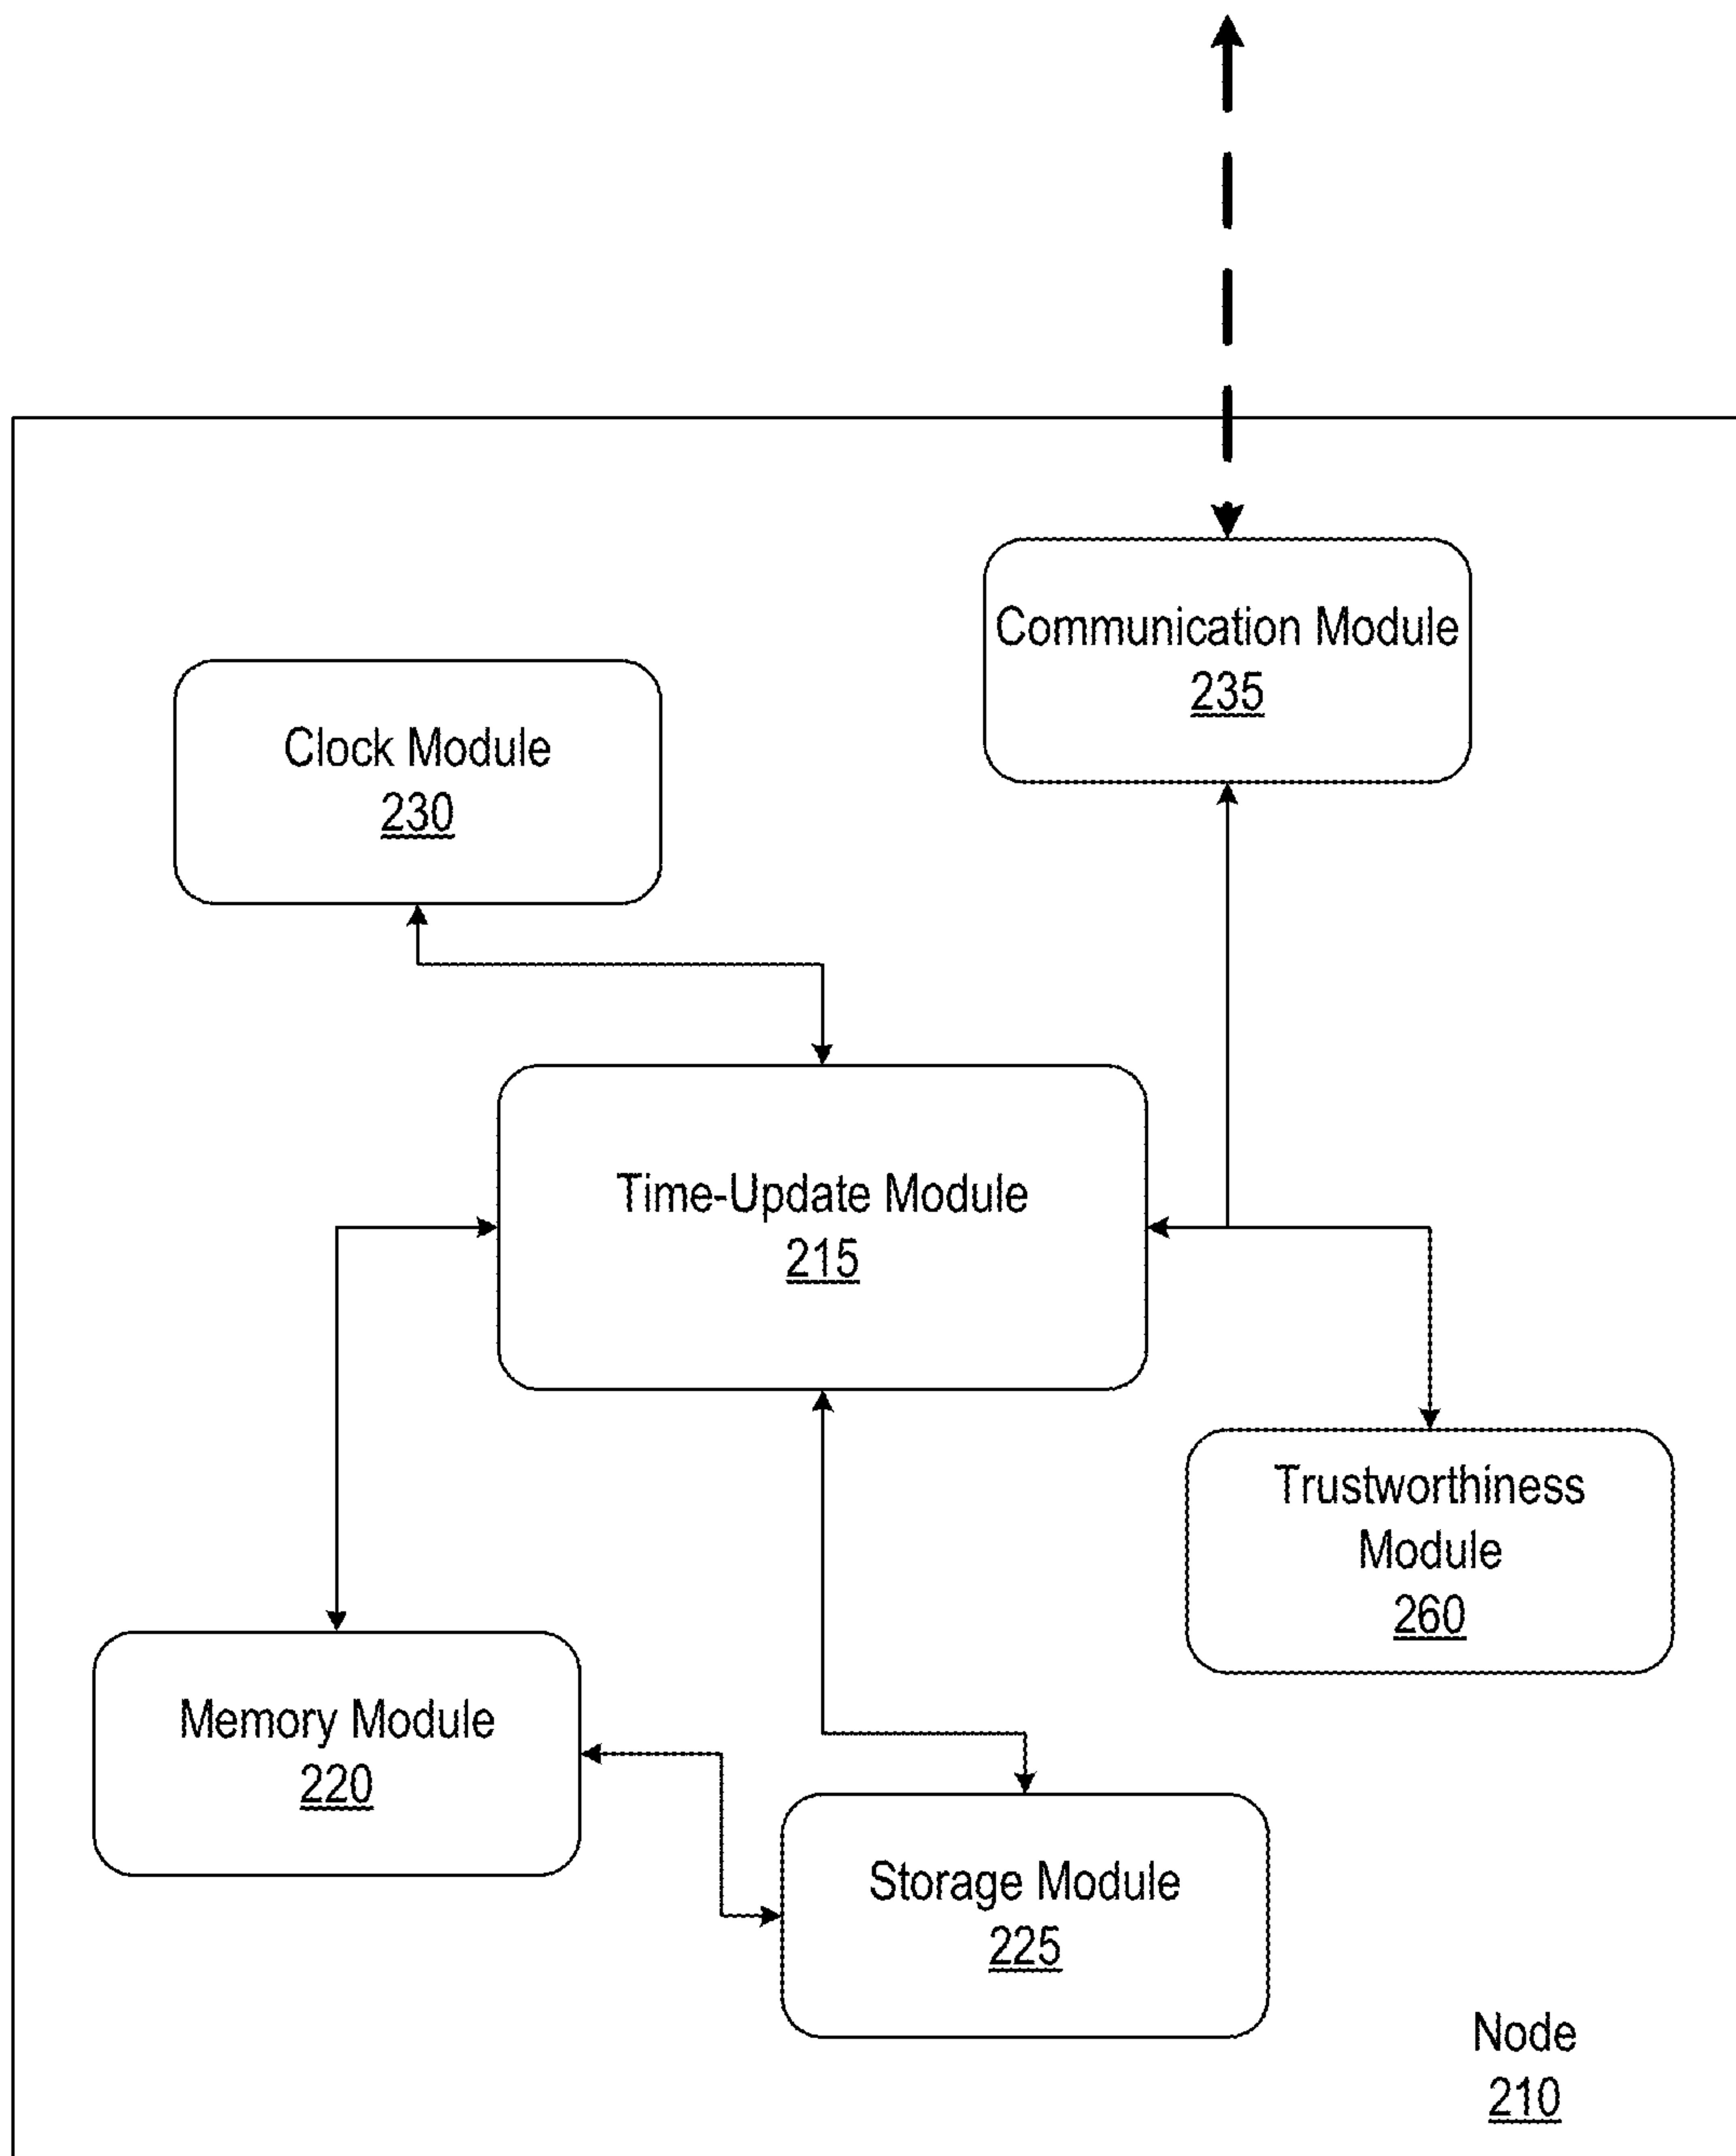 Communication Module
235
Clock Module
230
Time-Update Module
215
Trustworthiness
Module
260
Memory Module
220
Storage Module
225
Node
210